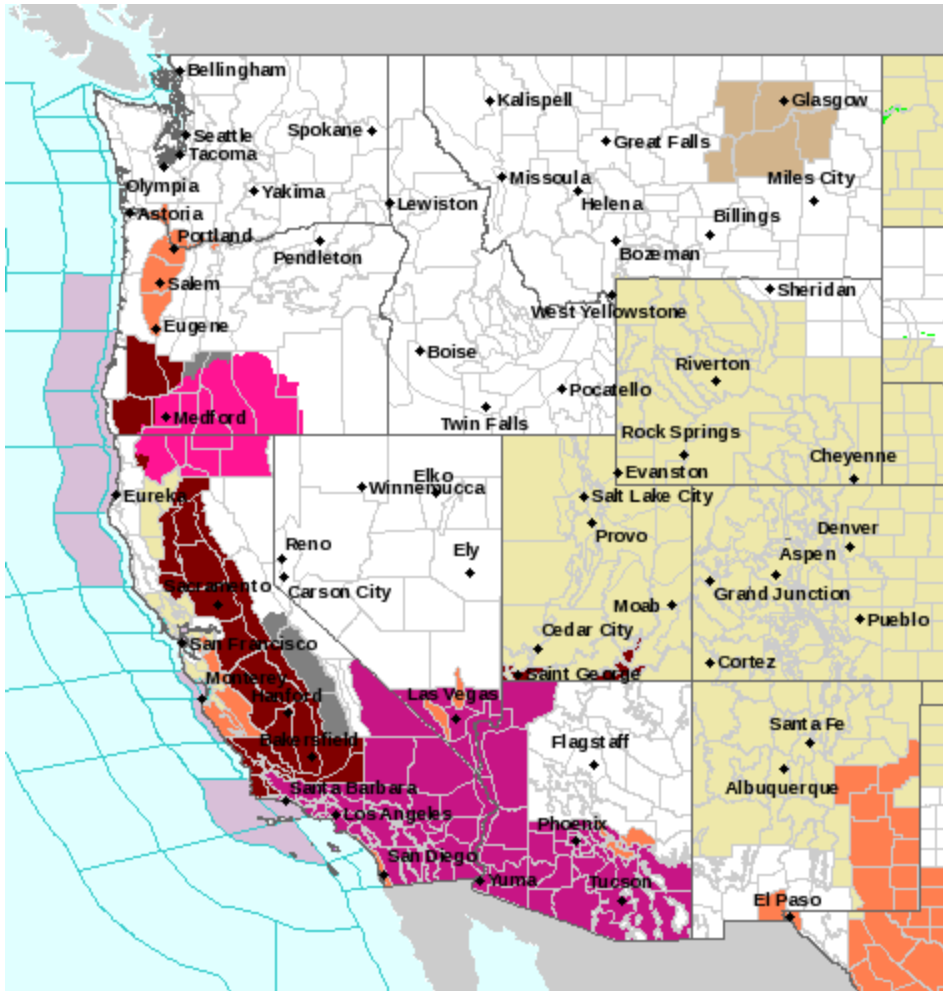 Bellingham
Kalispell
Glasgow
Seattle
Spokane
Great Falls
Tacoma
Olympia
Yakima
Missoula
Miles City
Helena
Lewiston
Astoria
Billings
Portland
Pendleton
Bozeman
Salem
Sheridan
West Yellowstone
Eugene
Boise
Riverton
Pocatello
Medford
Twin Falls
Rock Springs
Cheyenne
Elko
Evanston
Eureka
Winnemucca
Salt Lake City
Denver
Provo
Aspen
Reno
Ely
Sacramento
Carson City
Grand Junction
Moab
Pueblo
Cedar City
San Francisco
Cortez
Monterey
Saint George
Hanford
Las Vegas
Santa Fe
Bakersfield
Flagstaff
Albuquerque
Santa Barbara
Los Angeles
Phoenix
San Diego
Yuma
Tucson
El Paso